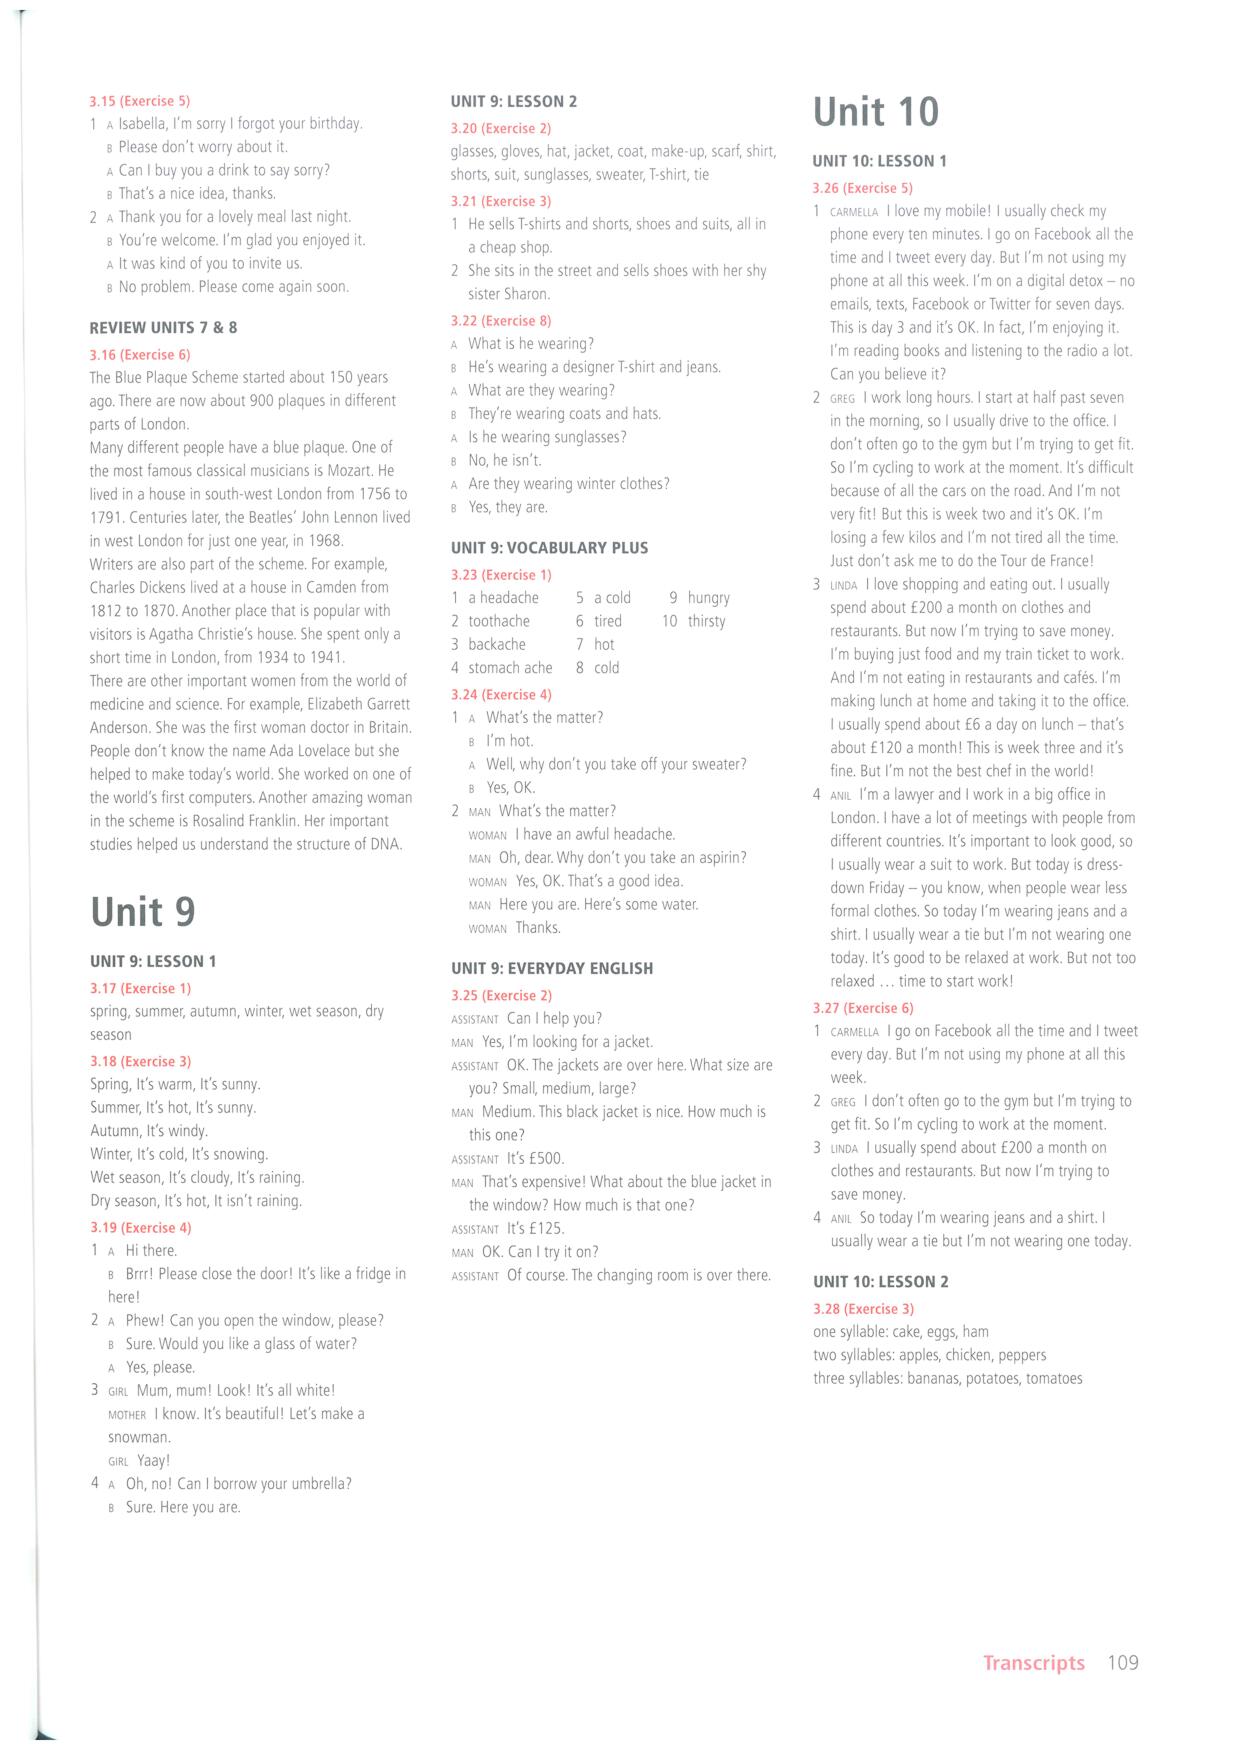 3.15 (Exercise 5)
1 A Isabella, I'm sorry I forgot your birthday.
B Please don't worry about it.
A Can I buy you a drink to say sorry?
B That's a nice idea, thanks.
2 A Thank you for a lovely meal last night.
B You're welcome. I'm glad you enjoyed it.
A It was kind of you to invite us.
B No problem. Please come again soon.
REVIEW UNITS 7 & 8
3.16 (Exercise 6)
The Blue Plaque Scheme started about 150 years
ago. There are now about 900 plaques in different
parts of London.
Many different people have a blue plaque. One of
the most famous classical musicians is Mozart. He
lived in a house in south-west London from 1756 to
1791. Centuries later, the Beatles' John Lennon lived
in west London for just one year, in 1968.
Writers are also part of the scheme. For example,
Charles Dickens lived at a house in Camden from
1812 to 1870. Another place that is popular with
visitors is Agatha Christie's house. She spent only a
short time in London, from 1934 to 1941.
There are other important women from the world of
medicine and science. For example, Elizabeth Garrett
Anderson. She was the first woman doctor in Britain.
People don't know the name Ada Lovelace but she
helped to make today's world. She worked on one of
the world's first computers. Another amazing woman
in the scheme is Rosalind Franklin. Her important
studies helped us understand the structure of DNA.
Unit 9
UNIT 9: LESSON 1
3.17 (Exercise 1)
spring, summer, autumn, winter, wet season, dry
season
3.18 (Exercise 3)
Spring, It's warm, It's sunny.
Summer, It's hot, It's sunny.
Autumn, It's windy.
Winter, It's cold, It's snowing.
Wet season, It's cloudy, It's raining.
Dry season, It's hot, It isn't raining.
3.19 (Exercise 4)
1 A Hi there.
B Brrr! Please close the door! It's like a fridge in
here!
2 A Phew! Can you open the window, please?
B Sure. Would you like a glass of water?
A Yes, please.
3 GIRL Mum, mum! Look! It's all white!
MOTHER I know. It's beautiful! Let's make a
snowman.
GIRL Yaay!
4 A Oh, no! Can I borrow your umbrella?
B Sure. Here you are.
UNIT 9: LESSON 2
3.20 (Exercise 2)
glasses, gloves, hat, jacket, coat, make-up, scarf, shirt,
shorts, suit, sunglasses, sweater, T-shirt, tie
3.21 (Exercise 3)
1 He sells T-shirts and shorts, shoes and suits, all in
a cheap shop.
2 She sits in the street and sells shoes with her shy
sister Sharon.
3.22 (Exercise 8)
A What is he wearing?
B He's wearing a designer T-shirt and jeans.
A What are they wearing?
B They're wearing coats and hats.
A Is he wearing sunglasses?
B No, he isn't.
A Are they wearing winter clothes?
B Yes, they are.
UNIT 9: VOCABULARY PLUS
3.23 (Exercise 1)
1 a headache 5 a cold 9 hungry
2 toothache 6 tired 10 thirsty
3 backache 7 hot
4 stomach ache 8 cold
3.24 (Exercise 4)
1 A What's the matter?
B I'm hot.
A Well, why don't you take off your sweater?
B Yes, OK.
2 MAN What's the matter?
WOMAN I have an awful headache.
MAN Oh, dear. Why don't you take an aspirin?
WOMAN Yes, OK. That's a good idea.
MAN Here you are. Here's some water.
WOMAN Thanks.
UNIT 9: EVERYDAY ENGLISH
3.25 (Exercise 2)
ASSISTANT Can I help you?
MAN Yes, I'm looking for a jacket.
ASSISTANT OK. The jackets are over here. What size are
you? Small, medium, large?
MAN Medium. This black jacket is nice. How much is
this one?
ASSISTANT It's £500.
MAN That's expensive! What about the blue jacket in
the window? How much is that one?
ASSISTANT It's £125.
MAN OK. Can I try it on?
ASSISTANT Of course. The changing room is over there.
Unit 10
UNIT 10: LESSON 1
3.26 (Exercise 5)
1 CARMELLA I love my mobile! I usually check my
phone every ten minutes. I go on Facebook all the
time and I tweet every day. But I'm not using my
phone at all this week. I'm on a digital detox – no
emails, texts, Facebook or Twitter for seven days.
This is day 3 and it's OK. In fact, I'm enjoying it.
I'm reading books and listening to the radio a lot.
Can you believe it?
2 GREG I work long hours. I start at half past seven
in the morning, so I usually drive to the office. I
don't often go to the gym but I'm trying to get fit.
So I'm cycling to work at the moment. It's difficult
because of all the cars on the road. And I'm not
very fit! But this is week two and it's OK. I'm
losing a few kilos and I'm not tired all the time.
Just don't ask me to do the Tour de France!
3 LINDA I love shopping and eating out. I usually
spend about £200 a month on clothes and
restaurants. But now I'm trying to save money.
I'm buying just food and my train ticket to work.
And I'm not eating in restaurants and cafés. I'm
making lunch at home and taking it to the office.
I usually spend about £6 a day on lunch – that's
about £120 a month! This is week three and it's
fine. But I'm not the best chef in the world!
4 ANIL I'm a lawyer and I work in a big office in
London. I have a lot of meetings with people from
different countries. It's important to look good, so
I usually wear a suit to work. But today is dress-
down Friday – you know, when people wear less
formal clothes. So today I'm wearing jeans and a
shirt. I usually wear a tie but I'm not wearing one
today. It's good to be relaxed at work. But not too
relaxed … time to start work!
3.27 (Exercise 6)
1 CARMELLA I go on Facebook all the time and I tweet
every day. But I'm not using my phone at all this
week.
2 GREG I don't often go to the gym but I'm trying to
get fit. So I'm cycling to work at the moment.
3 LINDA I usually spend about £200 a month on
clothes and restaurants. But now I'm trying to
save money.
4 ANIL So today I'm wearing jeans and a shirt. I
usually wear a tie but I'm not wearing one today.
UNIT 10: LESSON 2
3.28 (Exercise 3)
one syllable: cake, eggs, ham
two syllables: apples, chicken, peppers
three syllables: bananas, potatoes, tomatoes
Transcripts 109